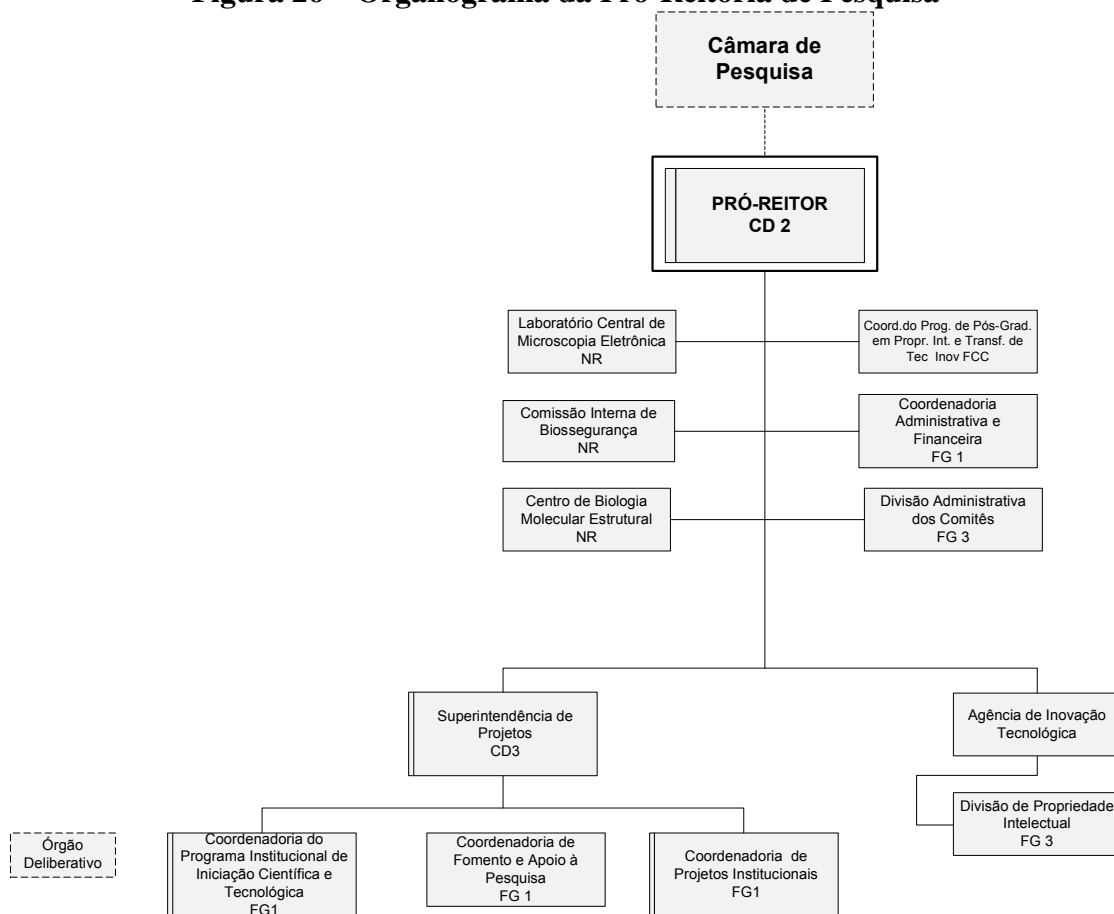 Figura 26 – Organograma da Pró-Reitoria de Pesquisa
Câmara de
Pesquisa
PRÓ-REITOR
CD 2
Laboratório Central de
Microscopia Eletrônica
NR
Coord.do Prog. de Pós-Grad.
em Propr. Int. e Transf. de
Tec Inov FCC
Comissão Interna de
Biossegurança
NR
Coordenadoria
Administrativa e
Financeira
FG 1
Centro de Biologia
Molecular Estrutural
NR
Divisão Administrativa
dos Comitês
FG 3
Superintendência de
Projetos
CD3
Agência de Inovação
Tecnológica
Divisão de Propriedade
Intelectual
FG 3
Órgão
Deliberativo
Coordenadoria do
Programa Institucional de
Iniciação Científica e
Tecnológica
FG1
Coordenadoria de
Fomento e Apoio à
Pesquisa
FG 1
Coordenadoria de
Projetos Institucionais
FG1